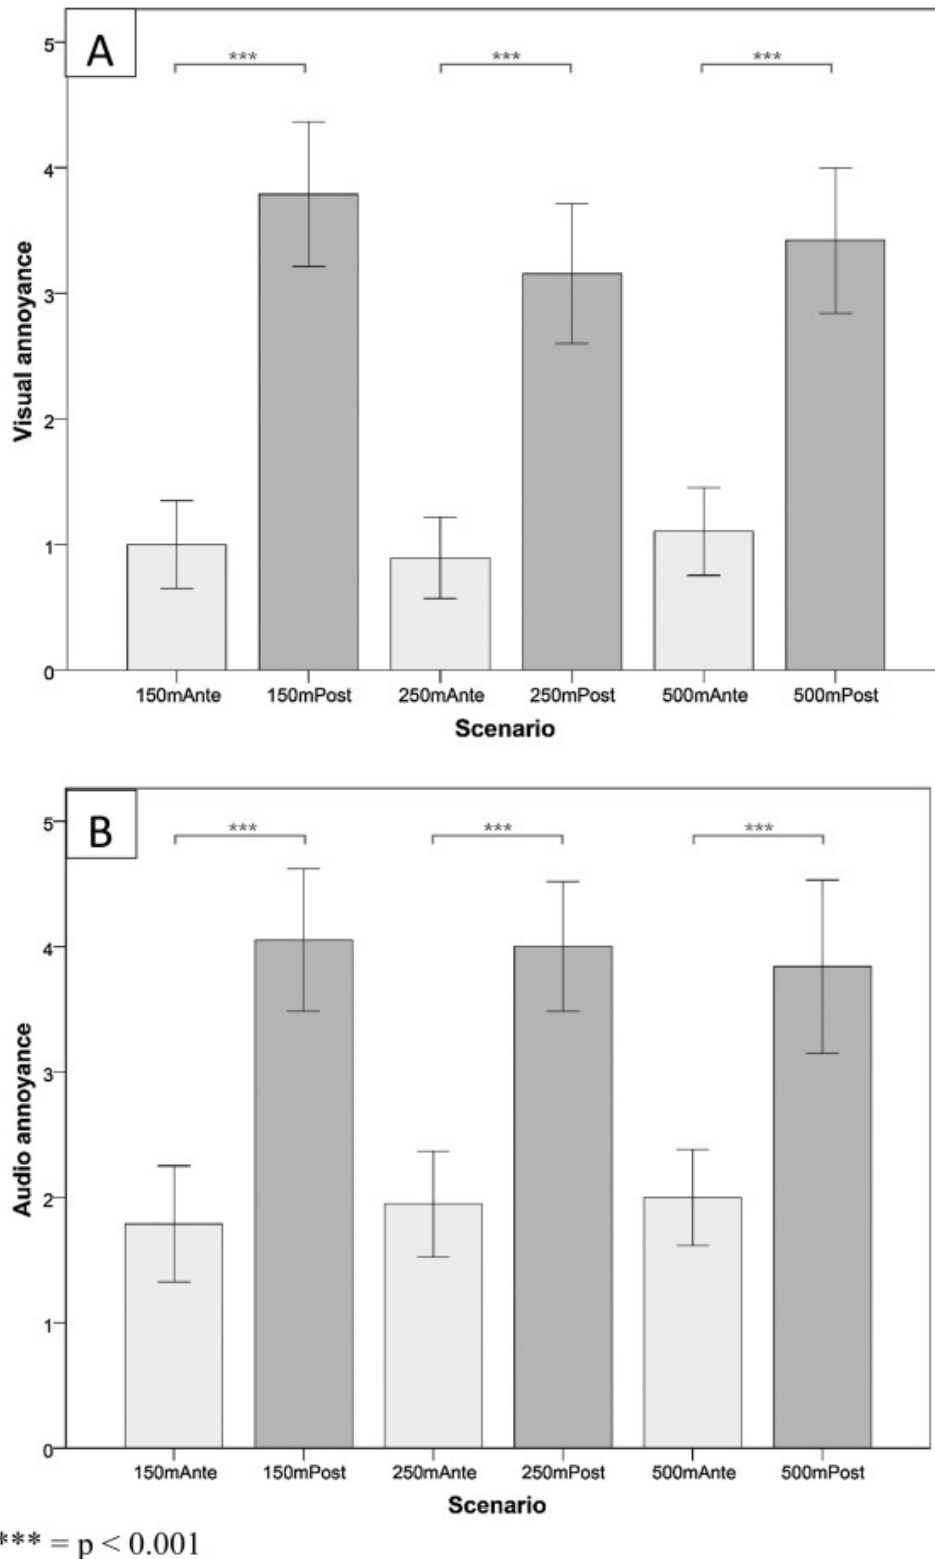 A
5
*** *** ***
4
3
2
1
0
Visual annoyance
150mAnte 150mPost 250mAnte 250mPost 500mAnte 500mPost
Scenario
B
5
*** *** ***
4
3
2
1
0
Audio annoyance
150mAnte 150mPost 250mAnte 250mPost 500mAnte 500mPost
Scenario
*** = p < 0.001